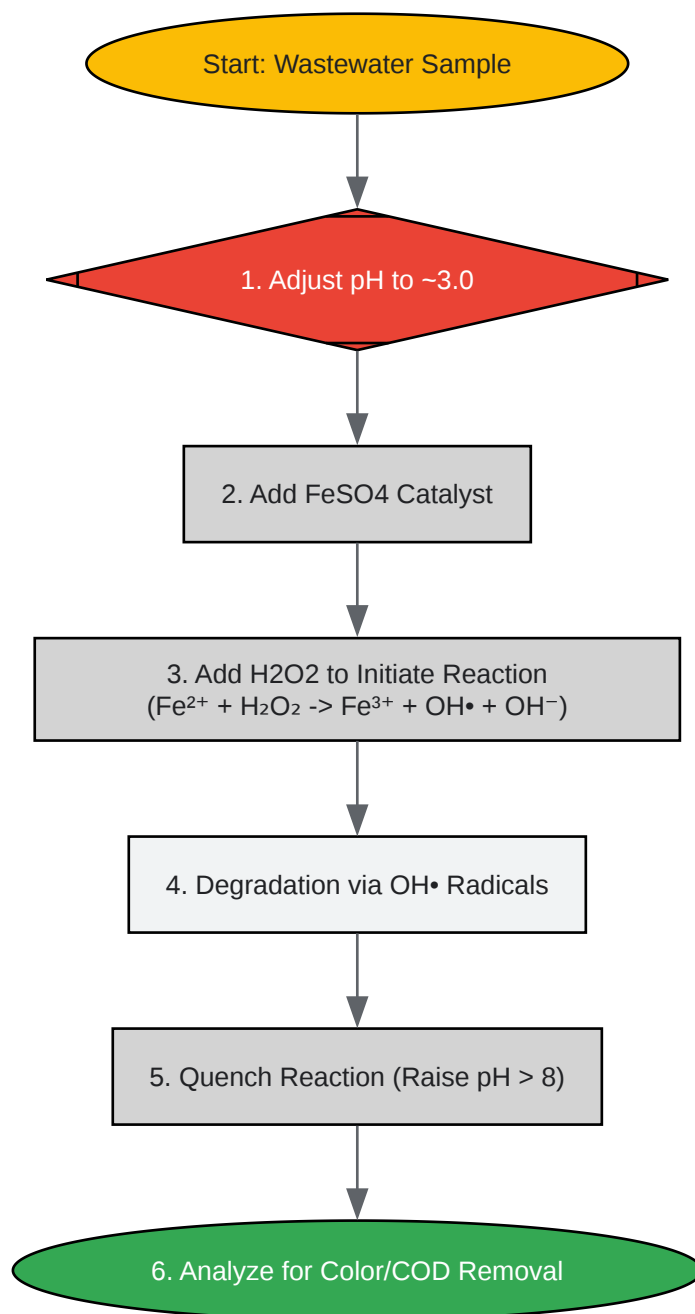 Start: Wastewater Sample
1. Adjust pH to ~3.0
2. Add FeSO4 Catalyst
3. Add H2O2 to Initiate Reaction
(Fe²⁺ + H₂O₂ -> Fe³⁺ + OH• + OH⁻)
4. Degradation via OH• Radicals
5. Quench Reaction (Raise pH > 8)
6. Analyze for Color/COD Removal